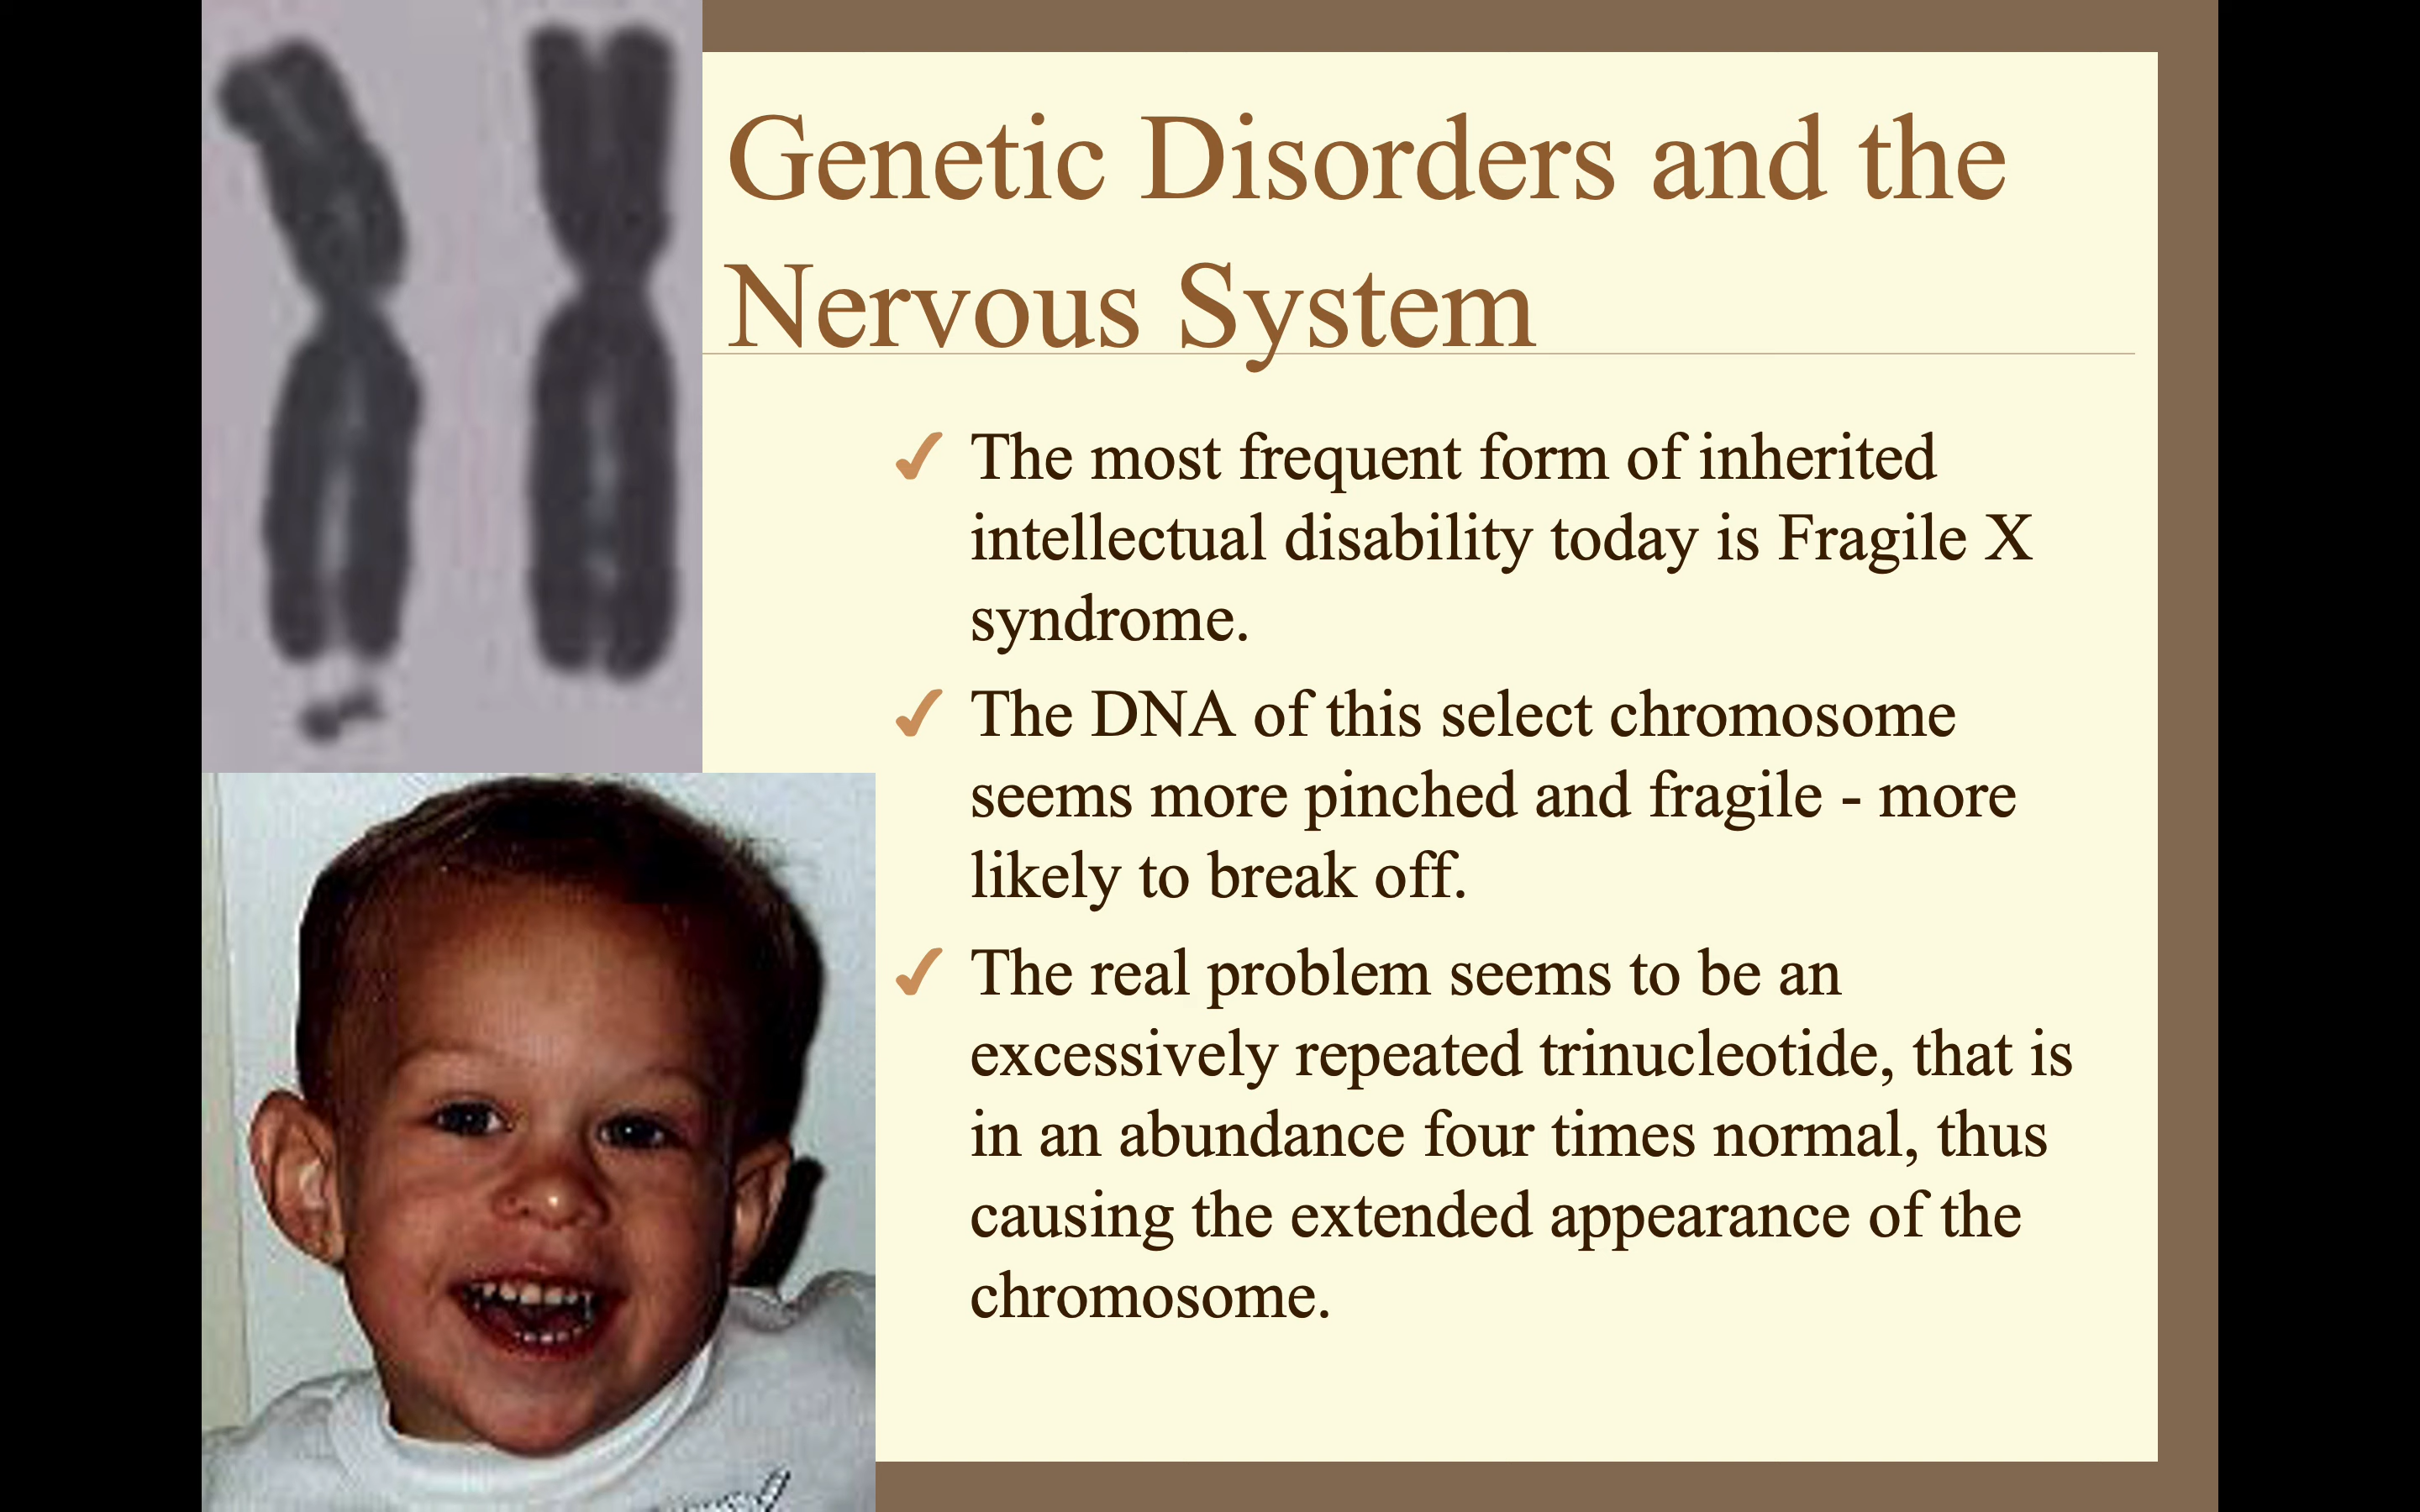 Genetic Disorders and the
Nervous System
✓ The most frequent form of inherited
intellectual disability today is Fragile X
syndrome.
✓ The DNA of this select chromosome
seems more pinched and fragile - more
likely to break off.
✓ The real problem seems to be an
excessively repeated trinucleotide, that is
in an abundance four times normal, thus
causing the extended appearance of the
chromosome.